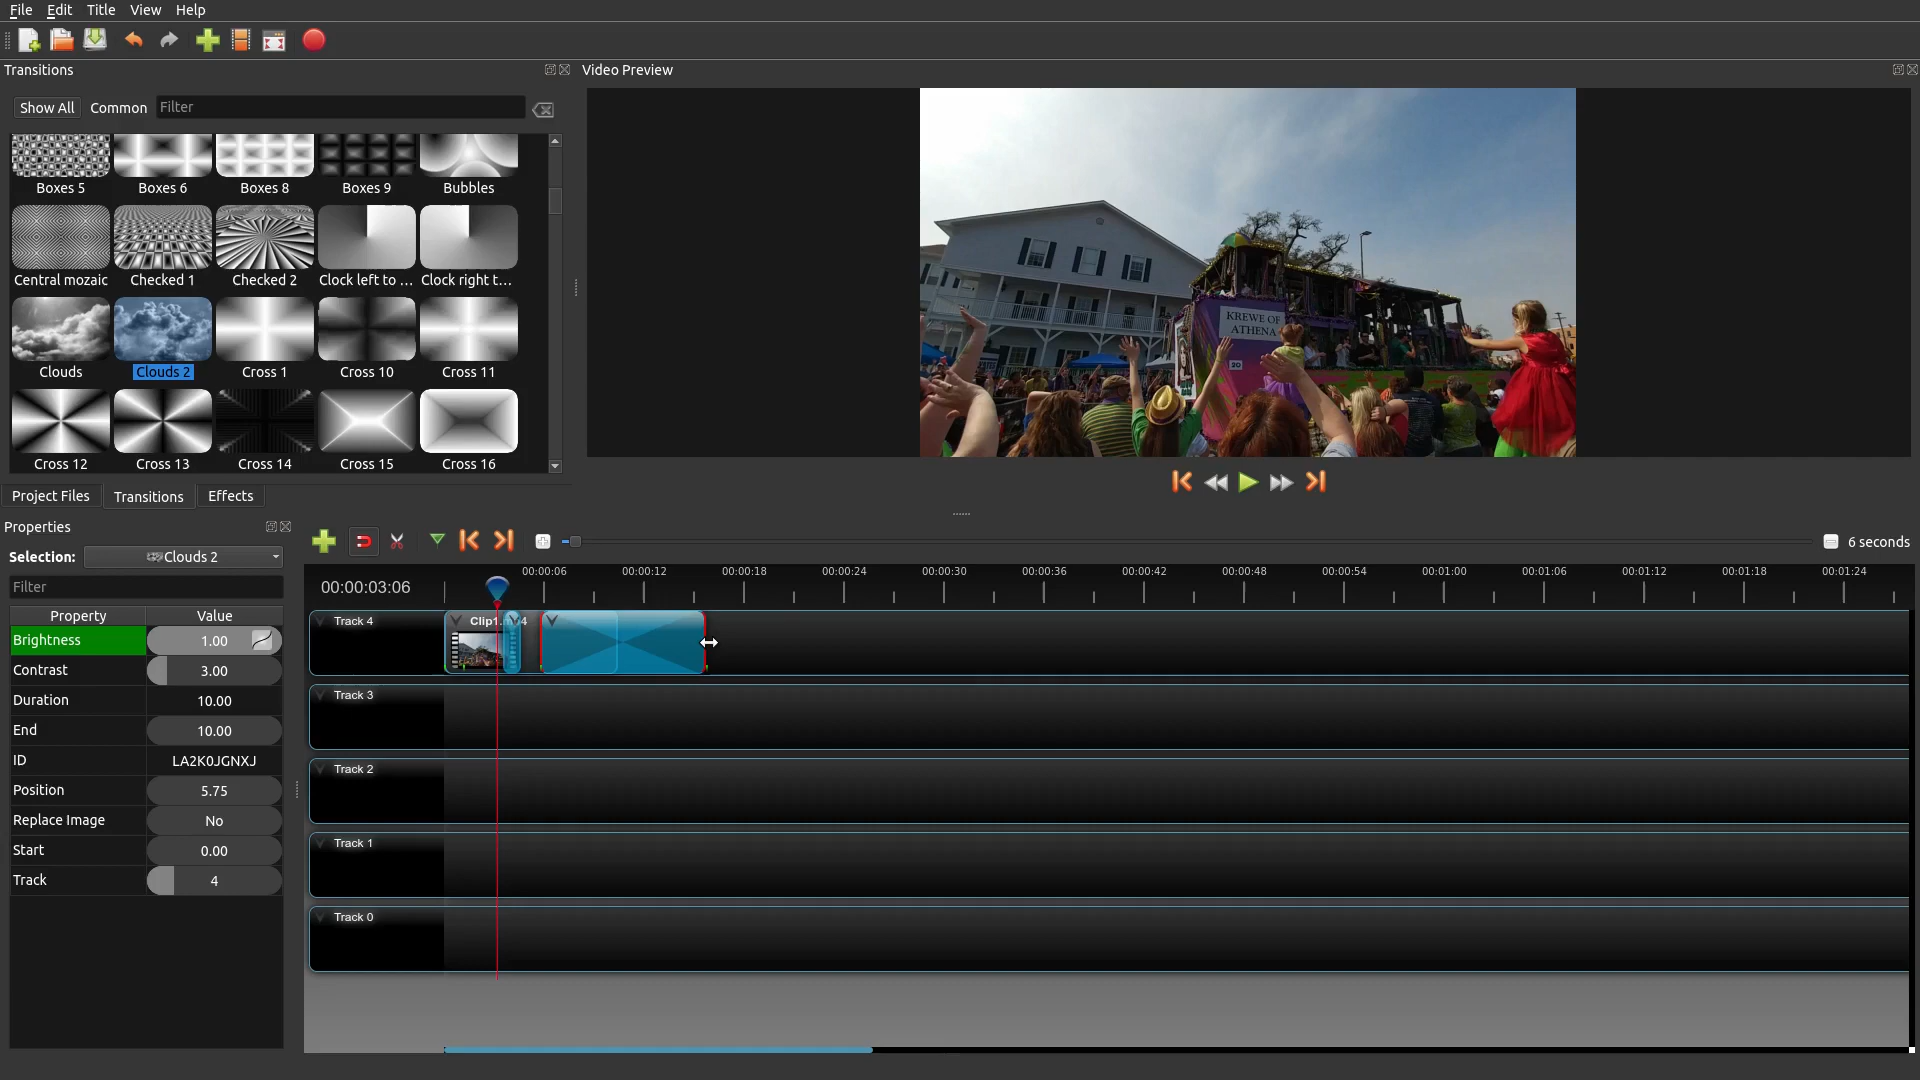 File Edit Title View Help
Transitions
Video Preview
Show All Common Filter
Boxes 5 Boxes 6 Boxes 8 Boxes 9 Bubbles
Central mozaic Checked 1 Checked 2 Clock left to ... Clock right t...
Clouds Clouds 2 Cross 1 Cross 10 Cross 11
Cross 12 Cross 13 Cross 14 Cross 15 Cross 16
KREWE OF
ATHENA
20
Project Files Transitions Effects
Properties
Selection: Clouds 2
Filter
Property Value
Brightness 1.00
Contrast 3.00
Duration 10.00
End 10.00
ID LA2K0JGNXJ
Position 5.75
Replace Image No
Start 0.00
Track 4
6 seconds
00:00:03:06
00:00:06 00:00:12 00:00:18 00:00:24 00:00:30 00:00:36 00:00:42 00:00:48 00:00:54 00:01:00 00:01:06 00:01:12 00:01:18 00:01:24
Track 4 Clip1.mp4
Track 3
Track 2
Track 1
Track 0